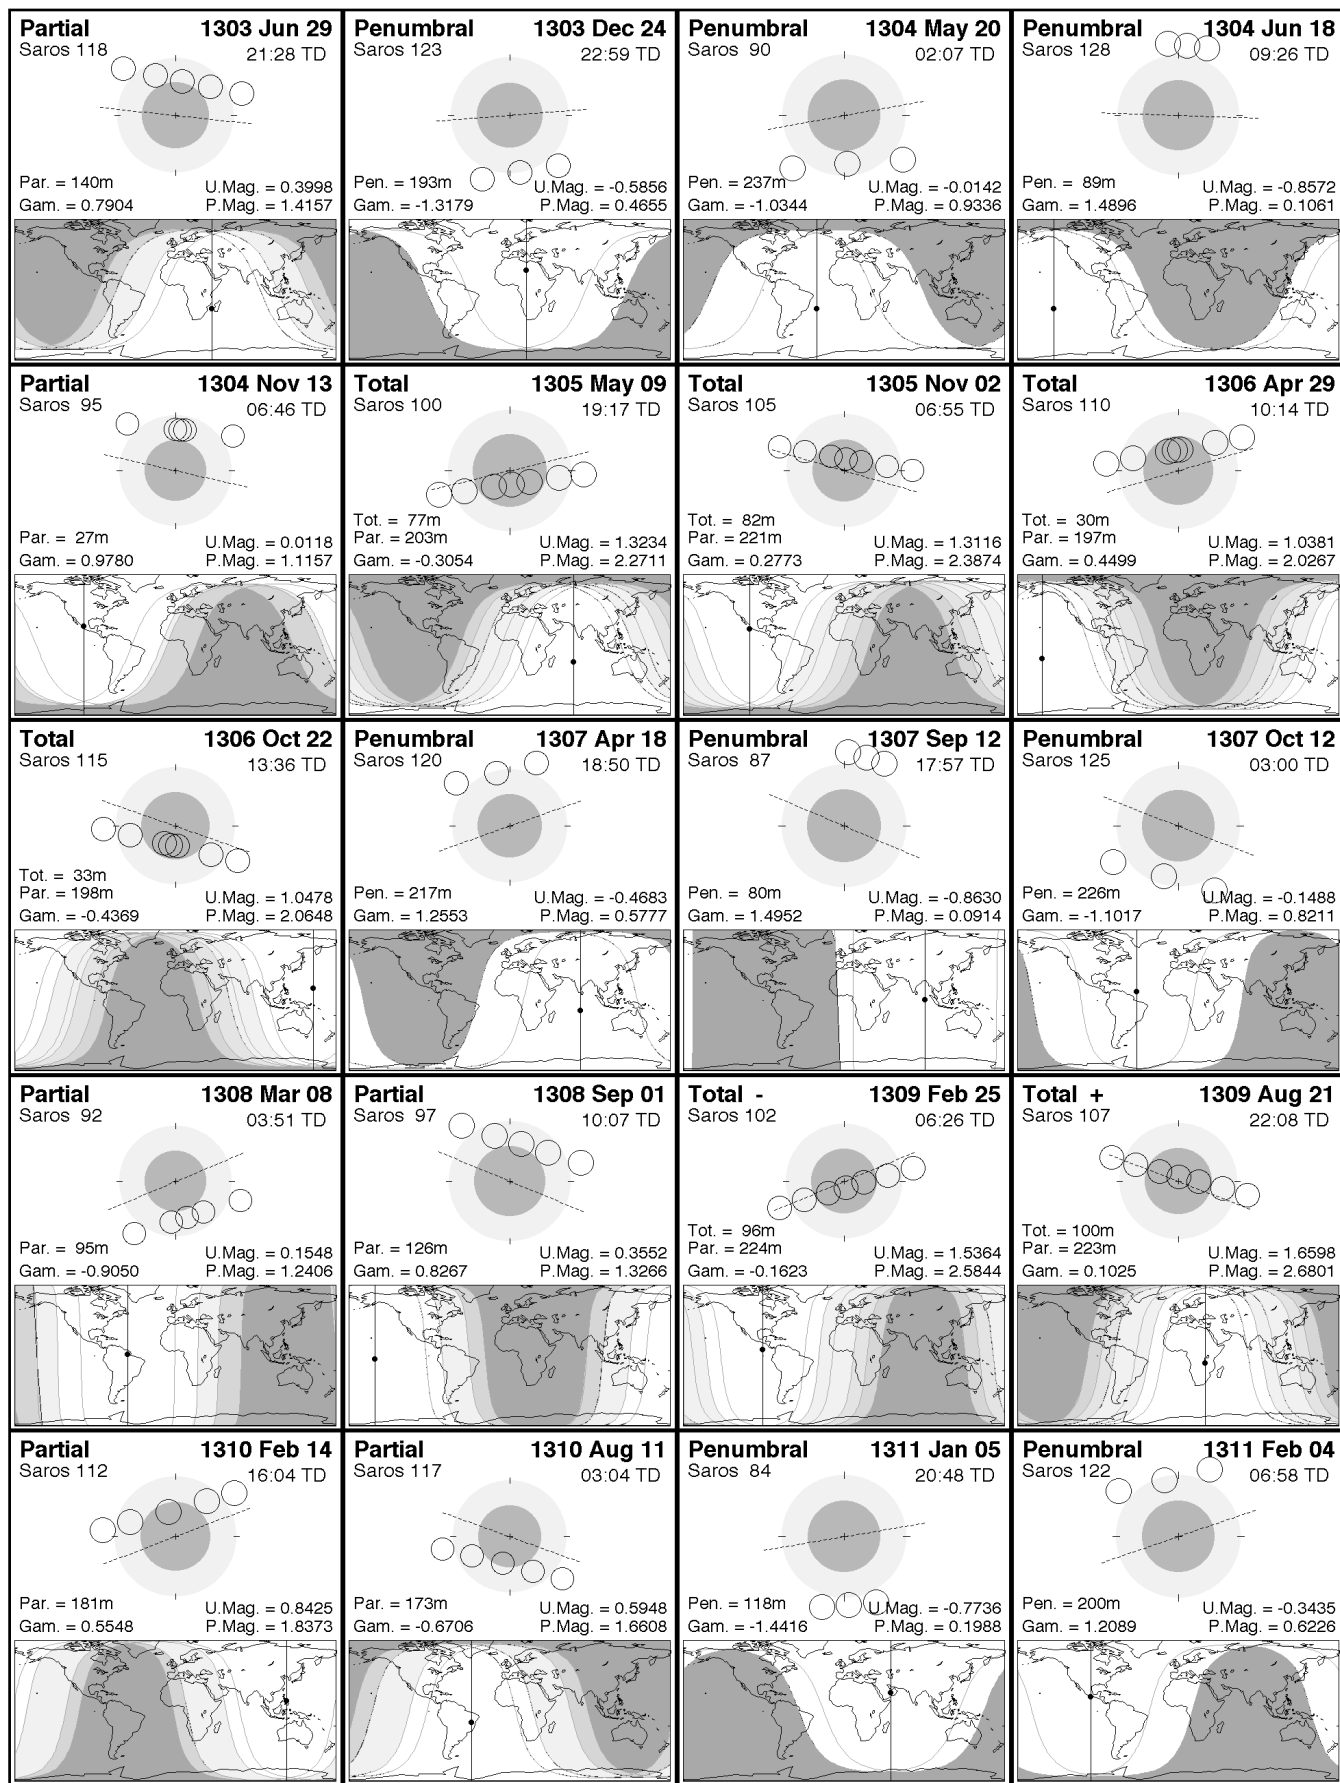 Partial 1303 Jun 29
Saros 118 21:28 TD
Par. = 140m U.Mag. = 0.3998
Gam. = 0.7904 P.Mag. = 1.4157
Penumbral 1303 Dec 24
Saros 123 22:59 TD
Pen. = 193m U.Mag. = -0.5856
Gam. = -1.3179 P.Mag. = 0.4655
Penumbral 1304 May 20
Saros 90 02:07 TD
Pen. = 237m U.Mag. = -0.0142
Gam. = -1.0344 P.Mag. = 0.9336
Penumbral 1304 Jun 18
Saros 128 09:26 TD
Pen. = 89m U.Mag. = -0.8572
Gam. = 1.4896 P.Mag. = 0.1061
Partial 1304 Nov 13
Saros 95 06:46 TD
Par. = 27m U.Mag. = 0.0118
Gam. = 0.9780 P.Mag. = 1.1157
Total 1305 May 09
Saros 100 19:17 TD
Tot. = 77m
Par. = 203m U.Mag. = 1.3234
Gam. = -0.3054 P.Mag. = 2.2711
Total 1305 Nov 02
Saros 105 06:55 TD
Tot. = 82m
Par. = 221m U.Mag. = 1.3116
Gam. = 0.2773 P.Mag. = 2.3874
Total 1306 Apr 29
Saros 110 10:14 TD
Tot. = 30m
Par. = 197m U.Mag. = 1.0381
Gam. = 0.4499 P.Mag. = 2.0267
Total 1306 Oct 22
Saros 115 13:36 TD
Tot. = 33m
Par. = 198m U.Mag. = 1.0478
Gam. = -0.4369 P.Mag. = 2.0648
Penumbral 1307 Apr 18
Saros 120 18:50 TD
Pen. = 217m U.Mag. = -0.4683
Gam. = 1.2553 P.Mag. = 0.5777
Penumbral 1307 Sep 12
Saros 87 17:57 TD
Pen. = 80m U.Mag. = -0.8630
Gam. = 1.4952 P.Mag. = 0.0914
Penumbral 1307 Oct 12
Saros 125 03:00 TD
Pen. = 226m U.Mag. = -0.1488
Gam. = -1.1017 P.Mag. = 0.8211
Partial 1308 Mar 08
Saros 92 03:51 TD
Par. = 95m U.Mag. = 0.1548
Gam. = -0.9050 P.Mag. = 1.2406
Partial 1308 Sep 01
Saros 97 10:07 TD
Par. = 126m U.Mag. = 0.3552
Gam. = 0.8267 P.Mag. = 1.3266
Total - 1309 Feb 25
Saros 102 06:26 TD
Tot. = 96m
Par. = 224m U.Mag. = 1.5364
Gam. = -0.1623 P.Mag. = 2.5844
Total + 1309 Aug 21
Saros 107 22:08 TD
Tot. = 100m
Par. = 223m U.Mag. = 1.6598
Gam. = 0.1025 P.Mag. = 2.6801
Partial 1310 Feb 14
Saros 112 16:04 TD
Par. = 181m U.Mag. = 0.8425
Gam. = 0.5548 P.Mag. = 1.8373
Partial 1310 Aug 11
Saros 117 03:04 TD
Par. = 173m U.Mag. = 0.5948
Gam. = -0.6706 P.Mag. = 1.6608
Penumbral 1311 Jan 05
Saros 84 20:48 TD
Pen. = 118m U.Mag. = -0.7736
Gam. = -1.4416 P.Mag. = 0.1988
Penumbral 1311 Feb 04
Saros 122 06:58 TD
Pen. = 200m U.Mag. = -0.3435
Gam. = 1.2089 P.Mag. = 0.6226